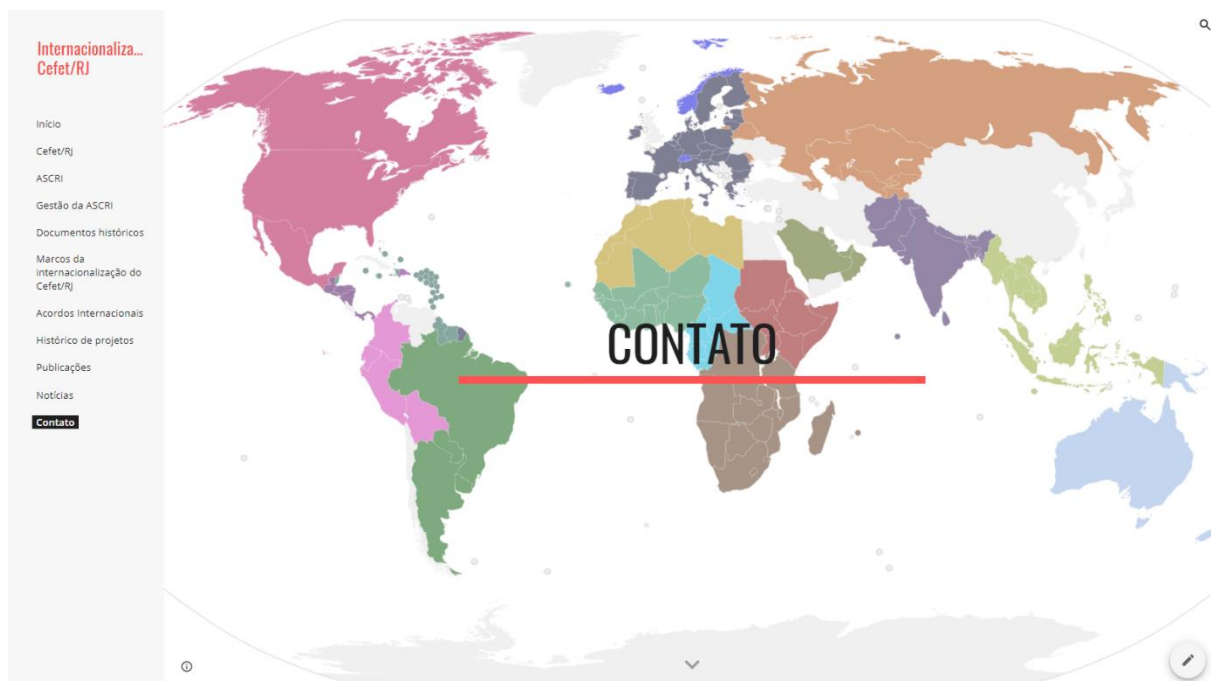 Internacionaliza...
Cefet/RJ
Início
Cefet/RJ
ASCRI
Gestão da ASCRI
Documentos históricos
Marcos da
internacionalização do
Cefet/RJ
Acordos Internacionais
Histórico de projetos
Publicações
Notícias
Contato
CONTATO